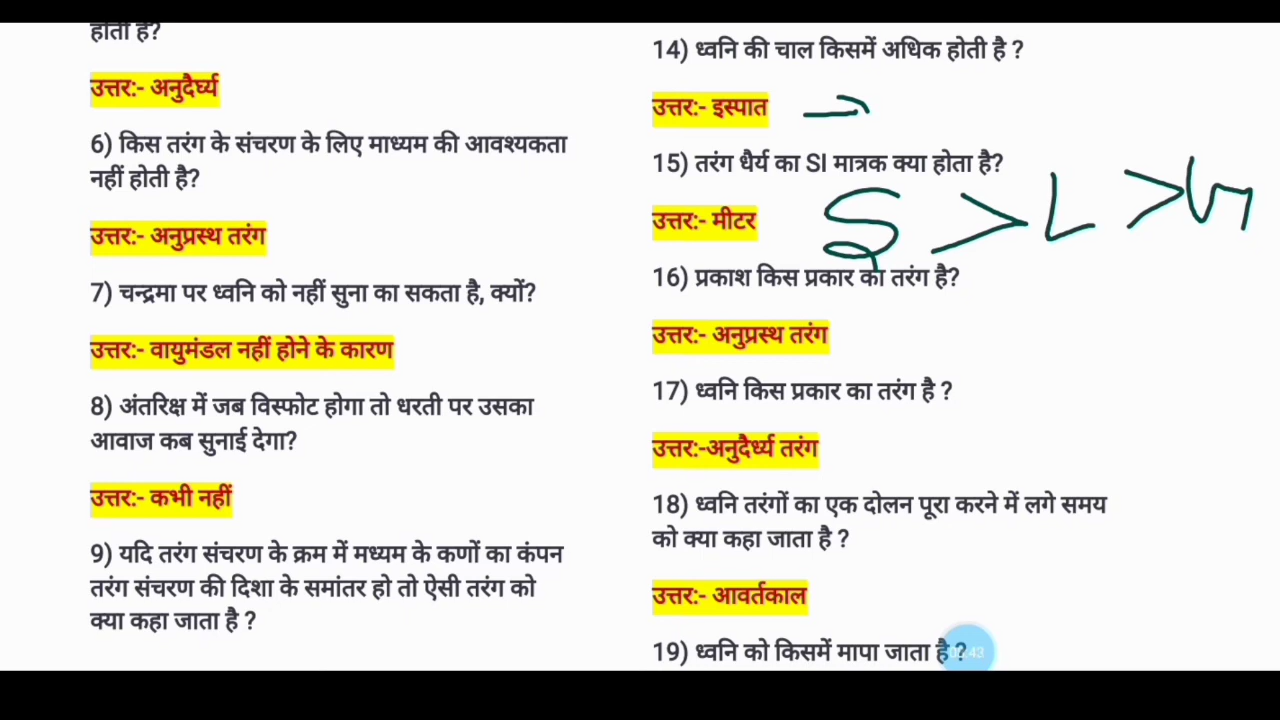 होती है?
उत्तर:- अनुदैर्घ्य
6) किस तरंग के संचरण के लिए माध्यम की आवश्यकता
नहीं होती है?
उत्तर:- अनुप्रस्थ तरंग
7) चन्द्रमा पर ध्वनि को नहीं सुना का सकता है, क्यों?
उत्तर:- वायुमंडल नहीं होने के कारण
8) अंतरिक्ष में जब विस्फोट होगा तो धरती पर उसका
आवाज कब सुनाई देगा?
उत्तर:- कभी नहीं
9) यदि तरंग संचरण के क्रम में मध्यम के कणों का कंपन
तरंग संचरण की दिशा के समांतर हो तो ऐसी तरंग को
क्या कहा जाता है ?
14) ध्वनि की चाल किसमें अधिक होती है ?
उत्तर:- इस्पात
15) तरंग धैर्य का SI मात्रक क्या होता है?
S > L > G
उत्तर:- मीटर
16) प्रकाश किस प्रकार का तरंग है?
उत्तर:- अनुप्रस्थ तरंग
17) ध्वनि किस प्रकार का तरंग है ?
उत्तर:-अनुदैर्ध्य तरंग
18) ध्वनि तरंगों का एक दोलन पूरा करने में लगे समय
को क्या कहा जाता है ?
उत्तर:- आवर्तकाल
19) ध्वनि को किसमें मापा जाता है ?